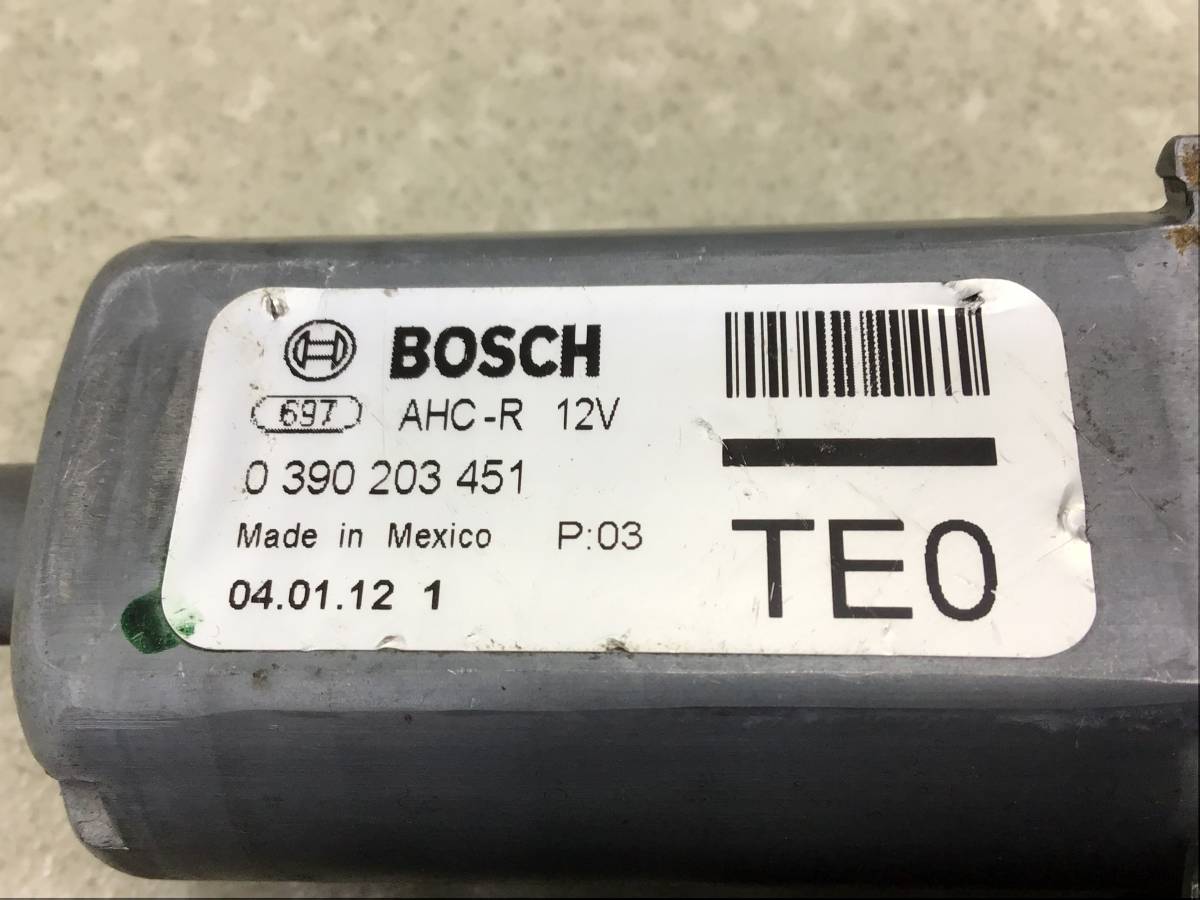 BOSCH
697 AHC-R 12V
0 390 203 451
Made in Mexico P:03
04.01.12 1
TE0